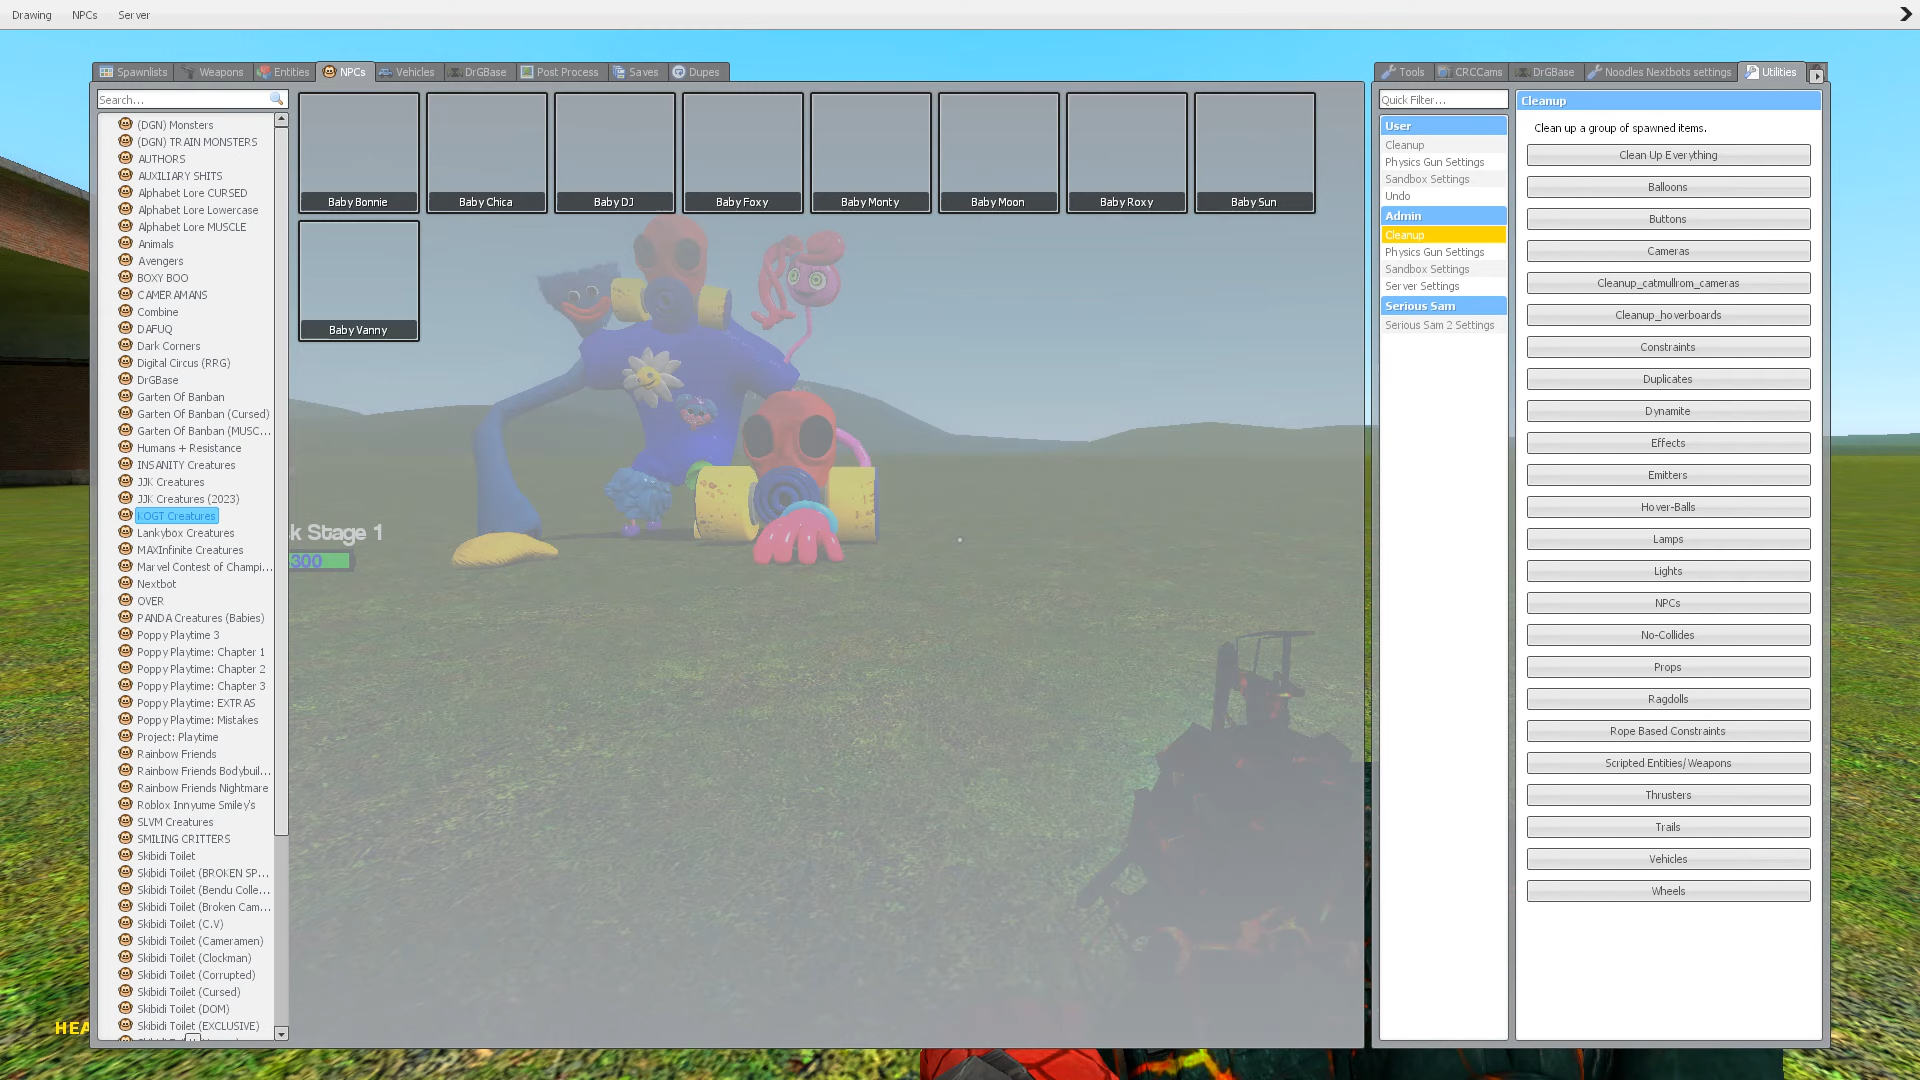 Drawing NPCs Server
Spawnlists Weapons Entities NPCs Vehicles DrGBase Post Process Saves Dupes
Search...
(DGN) Monsters
(DGN) TRAIN MONSTERS
AUTHORS
AUXILIARY SHITS
Alphabet Lore CURSED
Alphabet Lore Lowercase
Alphabet Lore MUSCLE
Animals
Avengers
BOXY BOO
CAMERAMANS
Combine
DAFUQ
Dark Corners
Digital Circus (RRG)
DrGBase
Garten Of Banban
Garten Of Banban (Cursed)
Garten Of Banban (MUSC...
Humans + Resistance
INSANITY Creatures
JJK Creatures
JJK Creatures (2023)
KOGT Creatures
Lankybox Creatures
MAXInfinite Creatures
Marvel Contest of Champi...
Nextbot
OVER
PANDA Creatures (Babies)
Poppy Playtime 3
Poppy Playtime: Chapter 1
Poppy Playtime: Chapter 2
Poppy Playtime: Chapter 3
Poppy Playtime: EXTRAS
Poppy Playtime: Mistakes
Project: Playtime
Rainbow Friends
Rainbow Friends Bodybuil...
Rainbow Friends Nightmare
Roblox Innyume Smiley's
SLVM Creatures
SMILING CRITTERS
Skibidi Toilet
Skibidi Toilet (BROKEN SP...
Skibidi Toilet (Bendu Colle...
Skibidi Toilet (Broken Cam...
Skibidi Toilet (C.V)
Skibidi Toilet (Cameramen)
Skibidi Toilet (Clockman)
Skibidi Toilet (Corrupted)
Skibidi Toilet (Cursed)
Skibidi Toilet (DOM)
Skibidi Toilet (EXCLUSIVE)
Baby Bonnie Baby Chica Baby DJ Baby Foxy Baby Monty Baby Moon Baby Roxy Baby Sun
Baby Vanny
k Stage 1
300
HEA
Tools CRCCams DrGBase Noodles Nextbots settings Utilities
Quick Filter...
User
Cleanup
Physics Gun Settings
Sandbox Settings
Undo
Admin
Cleanup
Physics Gun Settings
Sandbox Settings
Server Settings
Serious Sam
Serious Sam 2 Settings
Cleanup
Clean up a group of spawned items.
Clean Up Everything
Balloons
Buttons
Cameras
Cleanup_catmullrom_cameras
Cleanup_hoverboards
Constraints
Duplicates
Dynamite
Effects
Emitters
Hover-Balls
Lamps
Lights
NPCs
No-Collides
Props
Ragdolls
Rope Based Constraints
Scripted Entities/Weapons
Thrusters
Trails
Vehicles
Wheels